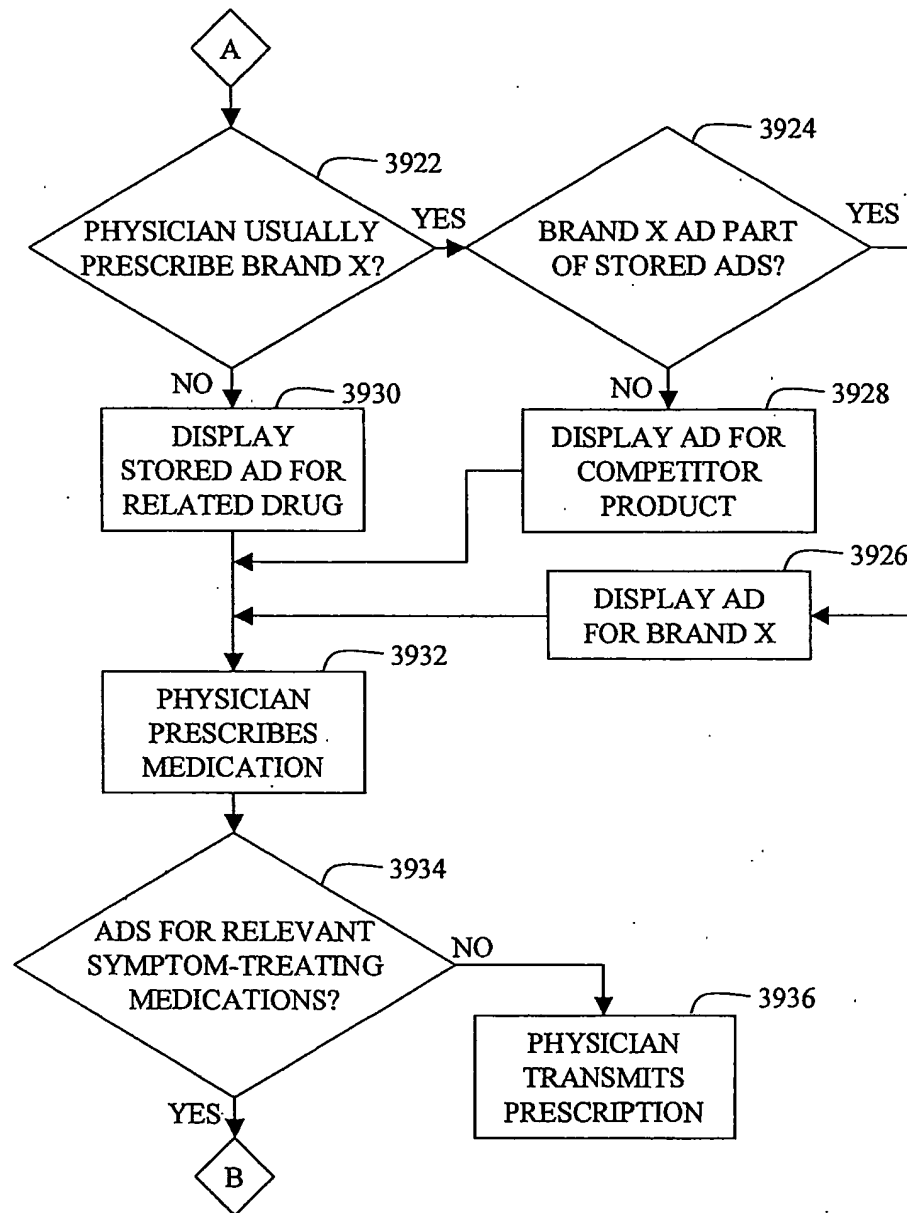 A
3922
PHYSICIAN USUALLY
PRESCRIBE BRAND X?
YES
3924
BRAND X AD PART
OF STORED ADS?
YES
NO
3930
DISPLAY
STORED AD FOR
RELATED DRUG
NO
3928
DISPLAY AD FOR
COMPETITOR
PRODUCT
3926
DISPLAY AD
FOR BRAND X
3932
PHYSICIAN
PRESCRIBES
MEDICATION
3934
ADS FOR RELEVANT
SYMPTOM-TREATING
MEDICATIONS?
NO
3936
PHYSICIAN
TRANSMITS
PRESCRIPTION
YES
B